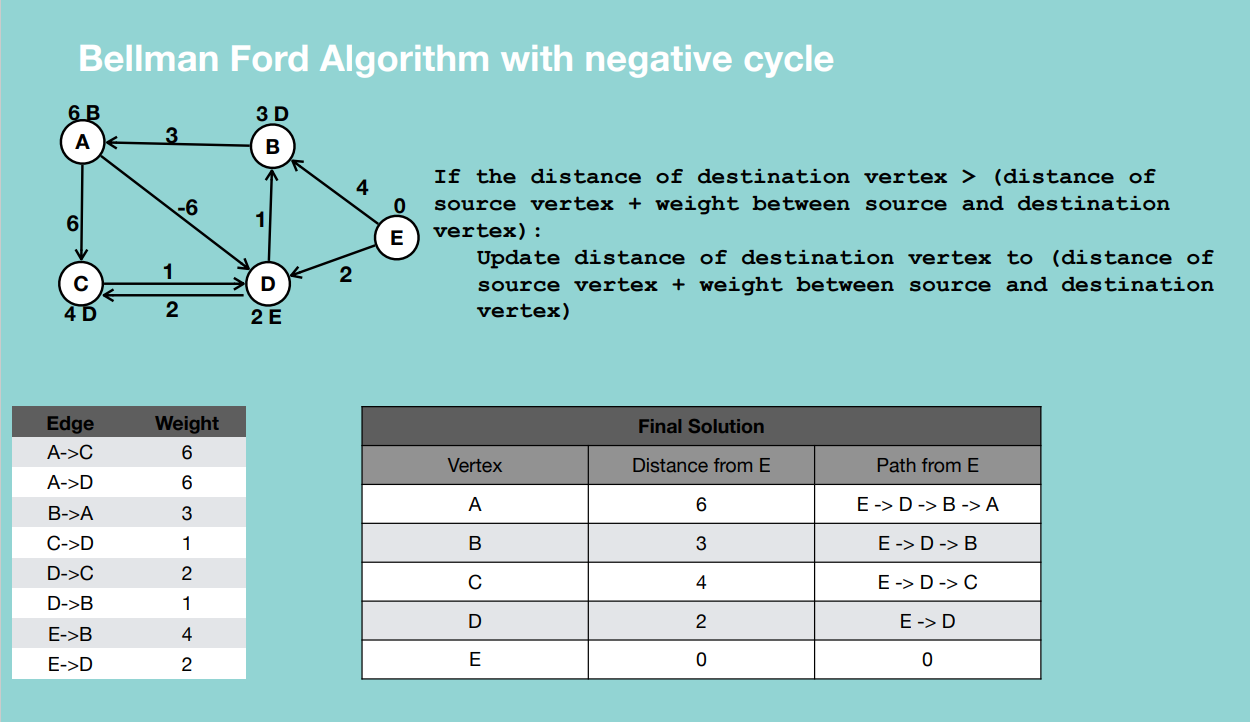 Bellman Ford Algorithm with negative cycle
6 B
3 D
A
3
B
4
0
If the distance of destination vertex > (distance of
source vertex + weight between source and destination
vertex):
Update distance of destination vertex to (distance of
source vertex + weight between source and destination
vertex)
6
-6
1
E
C
1
D
2
2
4 D
2 E
Edge Weight
A->C 6
A->D 6
B->A 3
C->D 1
D->C 2
D->B 1
E->B 4
E->D 2
Final Solution
Vertex Distance from E Path from E
A 6 E -> D -> B -> A
B 3 E -> D -> B
C 4 E -> D -> C
D 2 E -> D
E 0 0